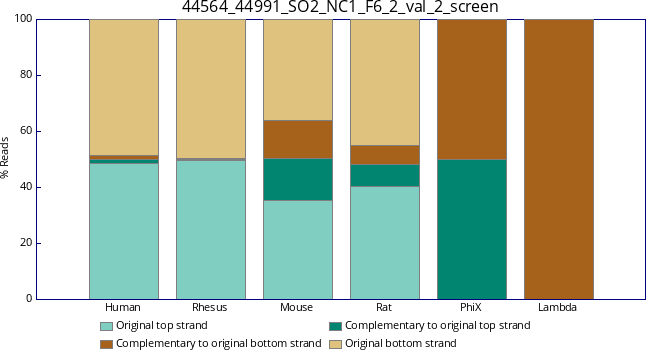 44564_44991_SO2_NC1_F6_2_val_2_screen
100
80
60
40
20
0
% Reads
Human Rhesus Mouse Rat PhiX Lambda
Original top strand Complementary to original top strand
Complementary to original bottom strand Original bottom strand